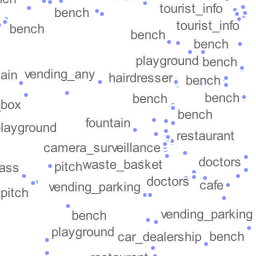 tourist_info
bench
tourist_info
bench
bench
bench
playground
bench
ain
vending_any
hairdresser
bench
bench
bench
box
bench
fountain
layground
restaurant
camera_surveillance
ass
pitch
waste_basket
doctors
doctors
cafe
pitch
vending_parking
bench
vending_parking
playground
car_dealership
bench
restaurant